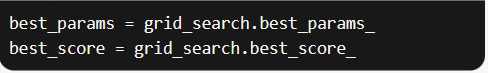 best_params = grid_search.best_params_
best_score = grid_search.best_score_